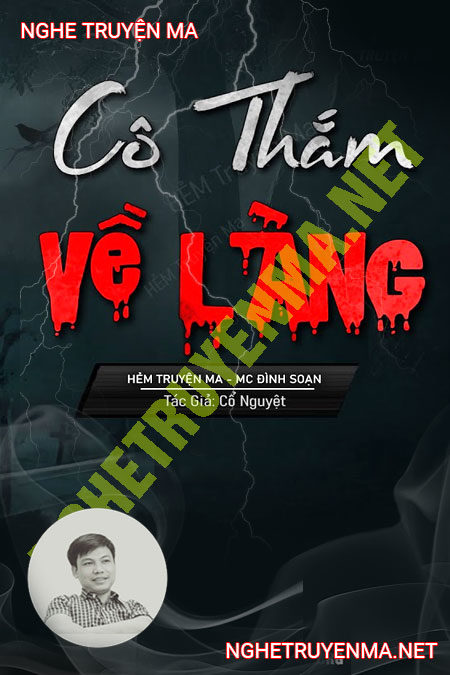 NGHE TRUYỆN MA
Cô Thắm
Về LÀNG
HẺM TRUYỆN MA - MC ĐÌNH SOẠN
Tác Giả: Cổ Nguyệt
NGHETRUYENMA.NET
NGHETRUYENMA.NET